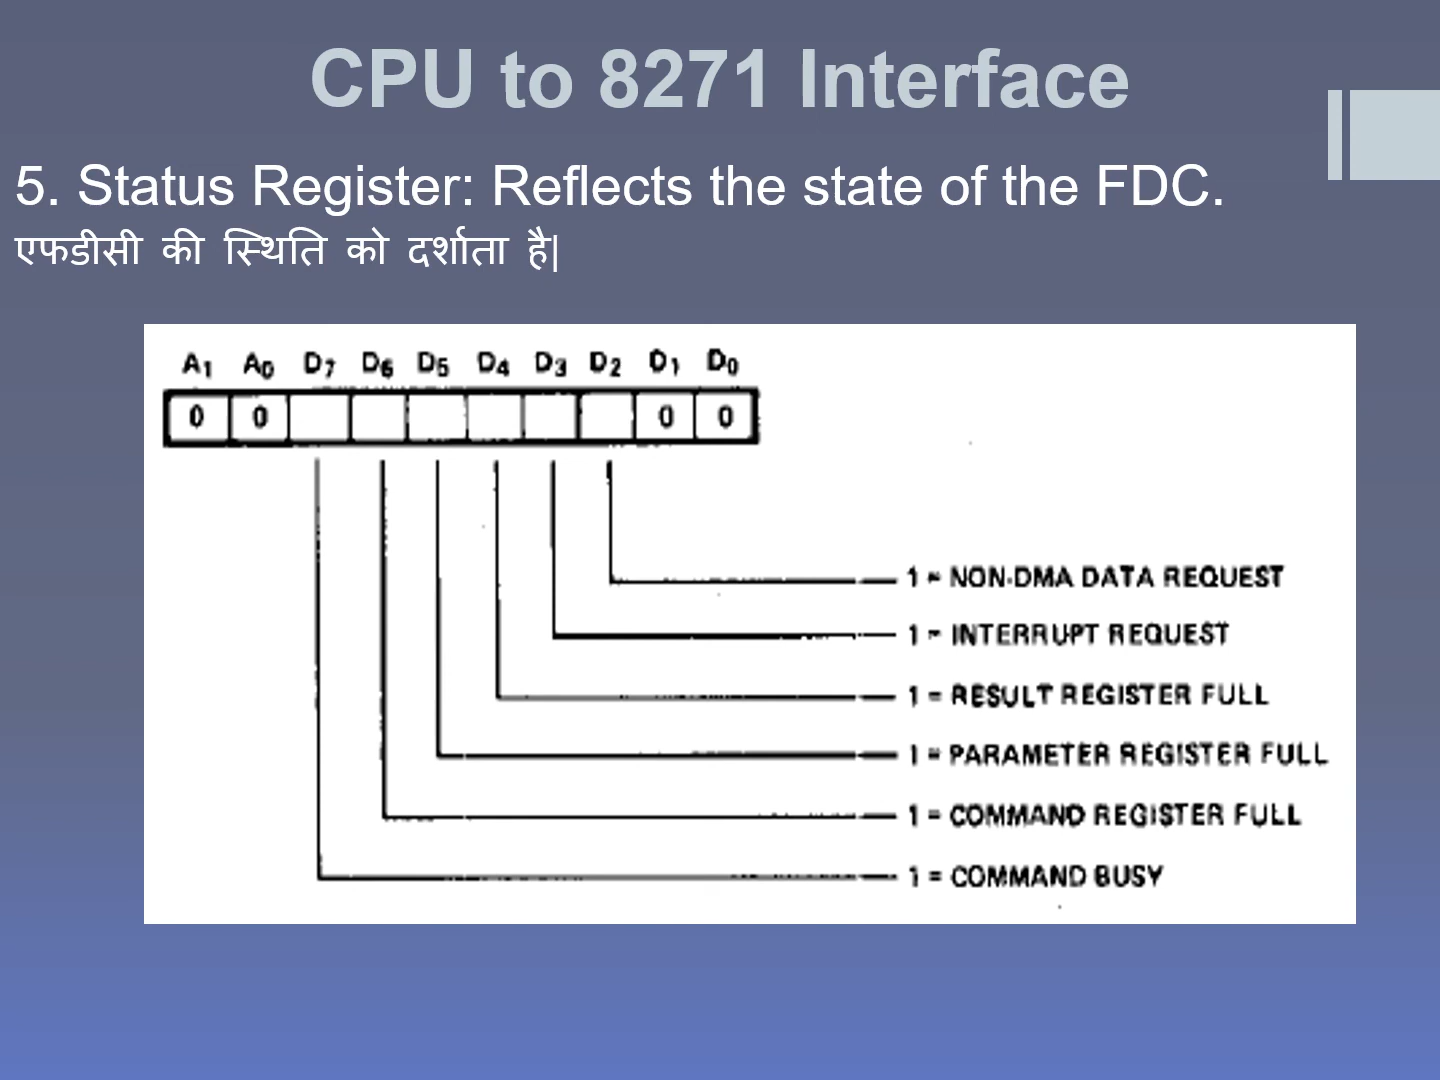 CPU to 8271 Interface
5. Status Register: Reflects the state of the FDC.
एफडीसी की स्थिति को दर्शाता है|
A1 A0 D7 D6 D5 D4 D3 D2 D1 D0
0 0 0 0
1 = NON-DMA DATA REQUEST
1 = INTERRUPT REQUEST
1 = RESULT REGISTER FULL
1 = PARAMETER REGISTER FULL
1 = COMMAND REGISTER FULL
1 = COMMAND BUSY